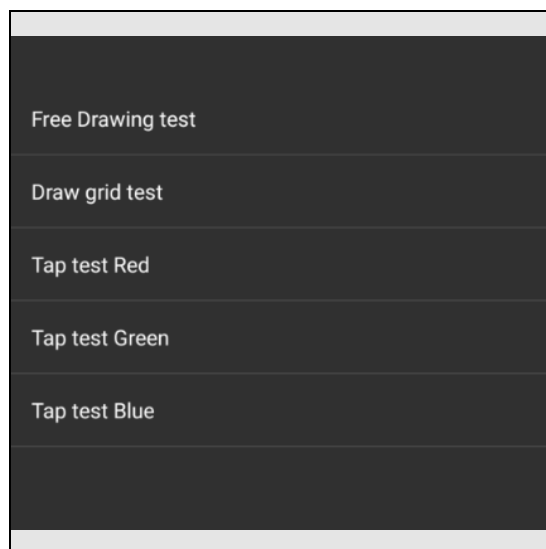 Free Drawing test
Draw grid test
Tap test Red
Tap test Green
Tap test Blue